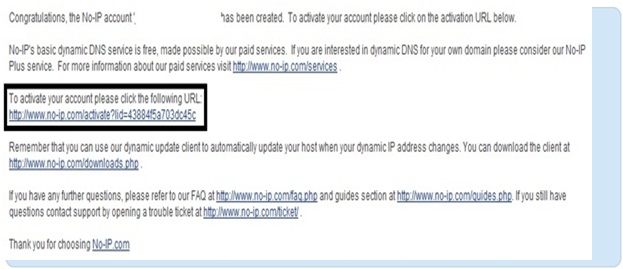 Congratulations, the No-IP account ' 'has been created. To activate your account please click on the activation URL below.
No-IP's basic dynamic DNS service is free, made possible by our paid services. If you are interested in dynamic DNS for your own domain please consider our No-IP
Plus service. For more information about our paid services visit http://www.no-ip.com/services .
To activate your account please click the following URL:
http://www.no-ip.com/activate?lid=43884f5a703dc45c
Remember that you can use our dynamic update client to automatically update your host when your dynamic IP address changes. You can download the client at
http://www.no-ip.com/downloads.php .
If you have any further questions, please refer to our FAQ at http://www.no-ip.com/faq.php and guides section at http://www.no-ip.com/guides.php. If you still have
questions contact support by opening a trouble ticket at http://www.no-ip.com/ticket/ .
Thank you for choosing No-IP.com